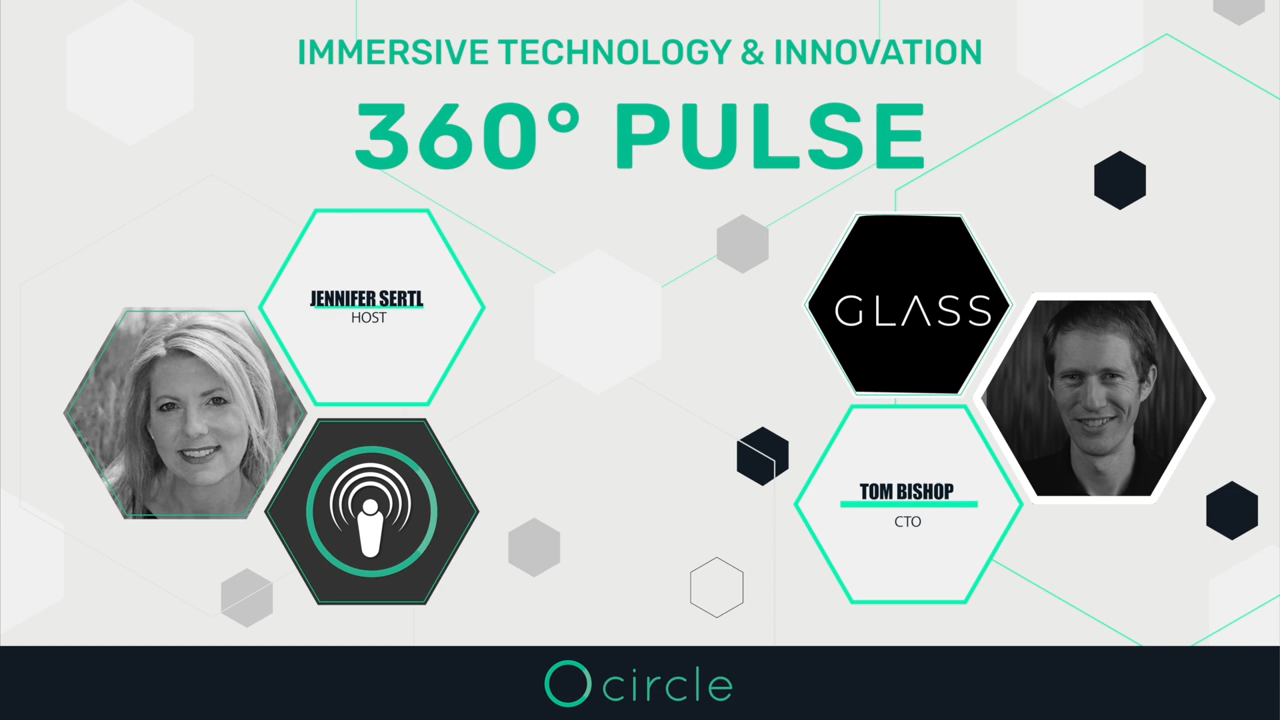 IMMERSIVE TECHNOLOGY & INNOVATION
360° PULSE
JENNIFER SERTL
HOST
GLASS
TOM BISHOP
CTO
circle